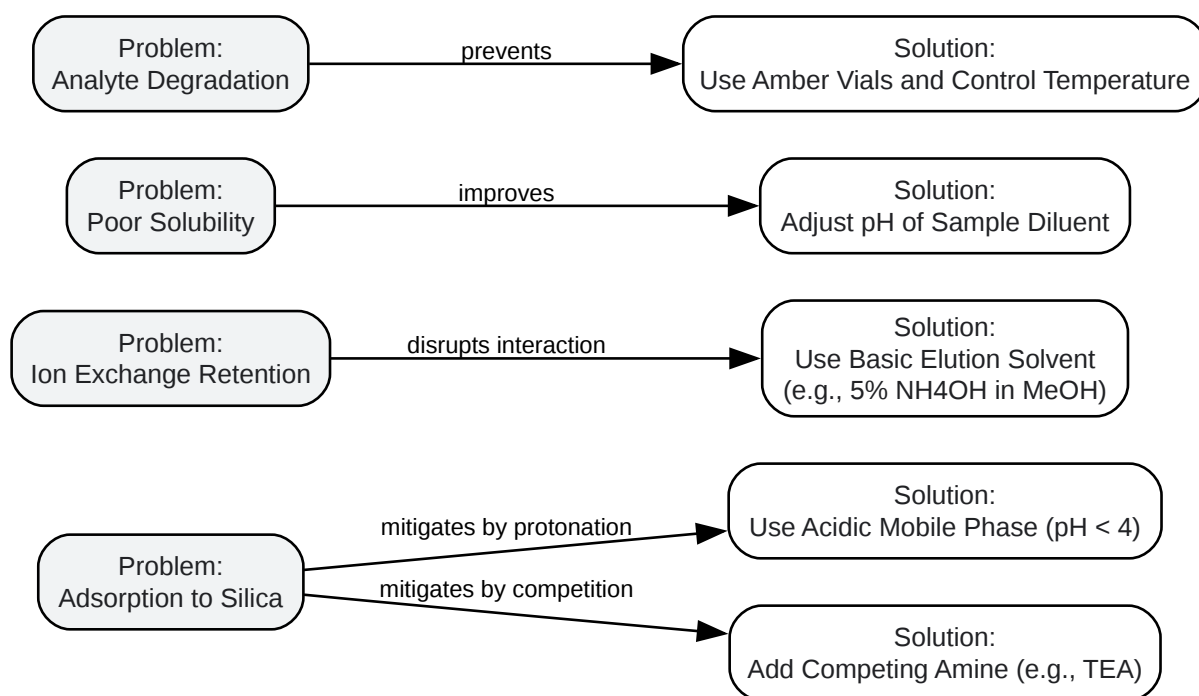 Problem:
Analyte Degradation
prevents
Solution:
Use Amber Vials and Control Temperature
Problem:
Poor Solubility
improves
Solution:
Adjust pH of Sample Diluent
Problem:
Ion Exchange Retention
disrupts interaction
Solution:
Use Basic Elution Solvent
(e.g., 5% NH4OH in MeOH)
Problem:
Adsorption to Silica
mitigates by protonation
Solution:
Use Acidic Mobile Phase (pH < 4)
mitigates by competition
Solution:
Add Competing Amine (e.g., TEA)